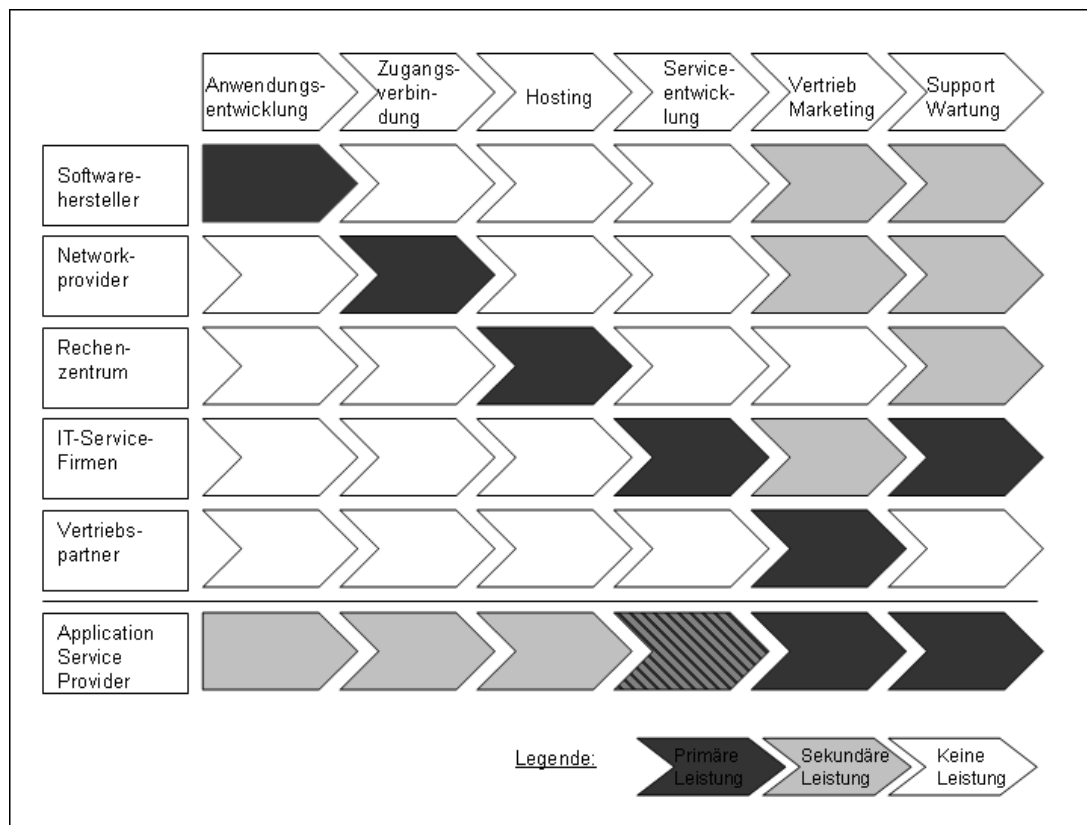 Anwendungs-
entwicklung
Zugangs-
verbin-
dung
Hosting
Service-
entwick-
lung
Vertrieb
Marketing
Support
Wartung
Software-
hersteller
Network-
provider
Rechen-
zentrum
IT-Service-
Firmen
Vertriebs-
partner
Application
Service
Provider
Legende:
Primäre
Leistung
Sekundäre
Leistung
Keine
Leistung